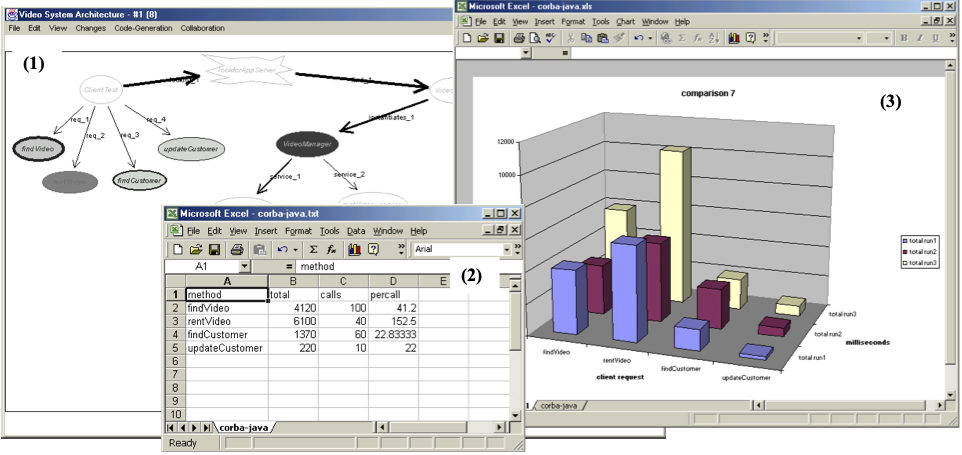 Video System Architecture - #1 (8)
File Edit View Changes Code-Generation Collaboration
(1)
ClientTest
req_1
req_2
req_3
req_4
findVideo
findCustomer
updateCustomer
instantiates_1
VideoManager
service_1
service_2
Microsoft Excel - corba-java.txt
File Edit View Insert Format Tools Data Window Help
Arial
A1 = method
(2)
A B C D E
1 method total calls percall
2 findVideo 4120 100 41.2
3 rentVideo 6100 40 152.5
4 findCustomer 1370 60 22.83333
5 updateCustomer 220 10 22
6
7
8
9
10
corba-java
Ready
Microsoft Excel - corba-java.xls
File Edit View Insert Format Tools Chart Window Help
B I U
=
(3)
comparison 7
12000
10000
findVideo
rentVideo
findCustomer
updateCustomer
client request
total run1
total run2
total run3
milliseconds
total run1
total run2
total run3
corba-java